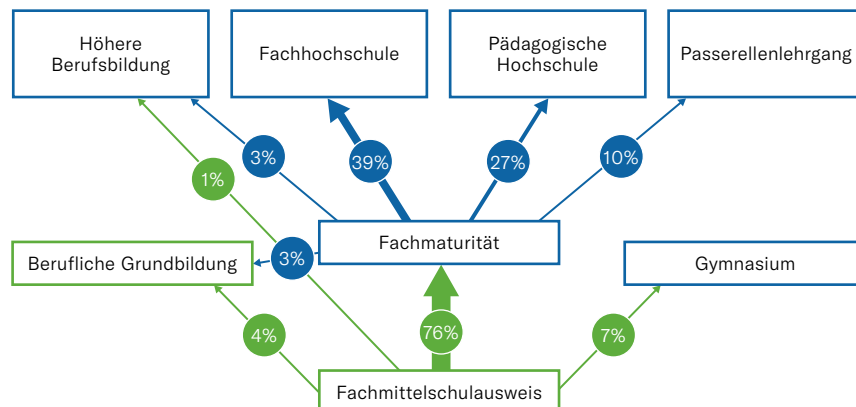 Höhere
Berufsbildung
Fachhochschule
Pädagogische
Hochschule
Passerellenlehrgang
3%
39%
27%
10%
1%
Fachmaturität
Berufliche Grundbildung
3%
Gymnasium
4%
76%
7%
Fachmittelschulausweis